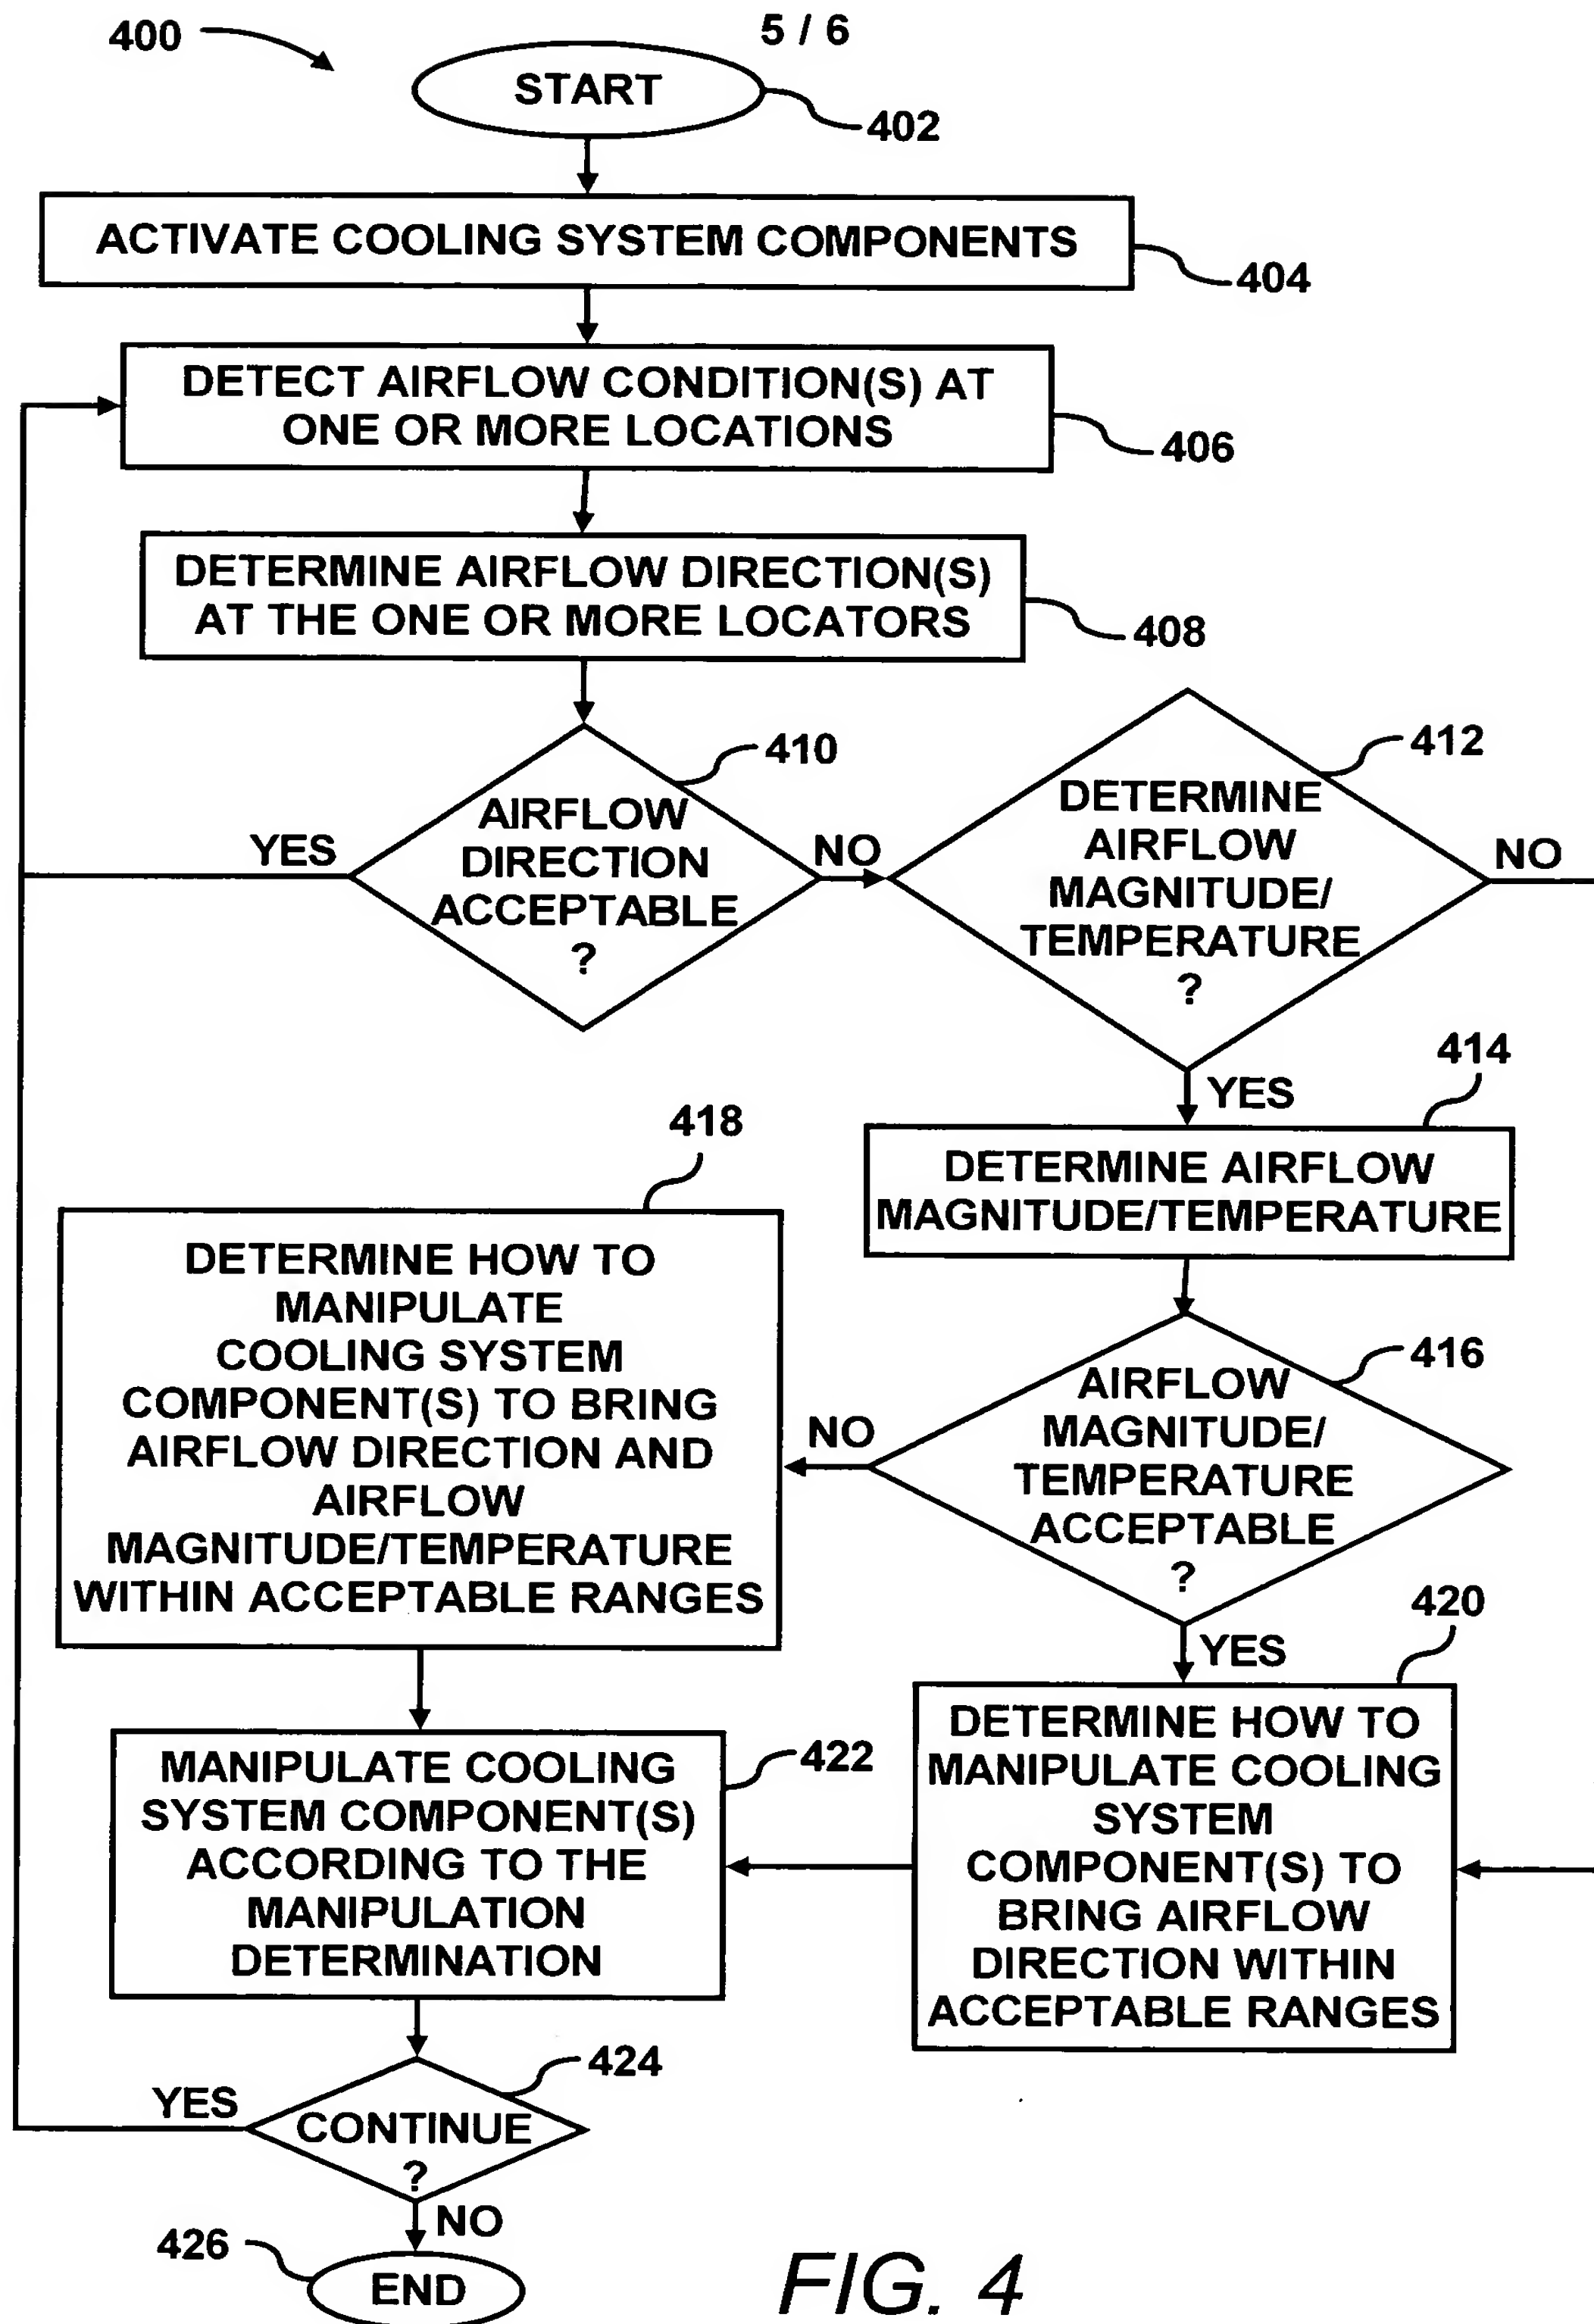 5 / 6
400
START
402
ACTIVATE COOLING SYSTEM COMPONENTS
404
DETECT AIRFLOW CONDITION(S) AT
ONE OR MORE LOCATIONS
406
DETERMINE AIRFLOW DIRECTION(S)
AT THE ONE OR MORE LOCATORS
408
410
AIRFLOW
DIRECTION
ACCEPTABLE
?
YES
NO
412
DETERMINE
AIRFLOW
MAGNITUDE/
TEMPERATURE
?
NO
YES
414
DETERMINE AIRFLOW
MAGNITUDE/TEMPERATURE
416
AIRFLOW
MAGNITUDE/
TEMPERATURE
ACCEPTABLE
?
NO
YES
418
DETERMINE HOW TO
MANIPULATE
COOLING SYSTEM
COMPONENT(S) TO BRING
AIRFLOW DIRECTION AND
AIRFLOW
MAGNITUDE/TEMPERATURE
WITHIN ACCEPTABLE RANGES
420
DETERMINE HOW TO
MANIPULATE COOLING
SYSTEM
COMPONENT(S) TO
BRING AIRFLOW
DIRECTION WITHIN
ACCEPTABLE RANGES
422
MANIPULATE COOLING
SYSTEM COMPONENT(S)
ACCORDING TO THE
MANIPULATION
DETERMINATION
424
YES
CONTINUE
?
NO
426
END
FIG. 4